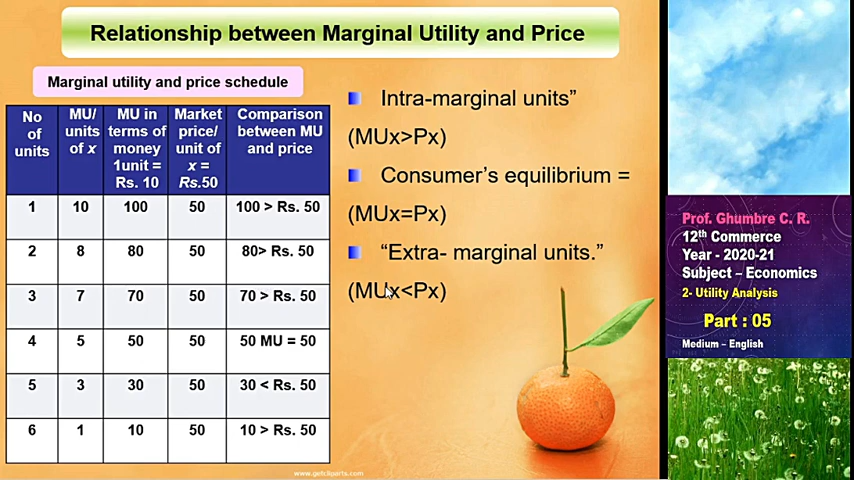 Relationship between Marginal Utility and Price
Marginal utility and price schedule
No of units | MU/ units of x | MU in terms of money 1unit = Rs. 10 | Market price/ unit of x = Rs.50 | Comparison between MU and price
1 | 10 | 100 | 50 | 100 > Rs. 50
2 | 8 | 80 | 50 | 80> Rs. 50
3 | 7 | 70 | 50 | 70 > Rs. 50
4 | 5 | 50 | 50 | 50 MU = 50
5 | 3 | 30 | 50 | 30 < Rs. 50
6 | 1 | 10 | 50 | 10 > Rs. 50
Intra-marginal units”
(MUx>Px)
Consumer’s equilibrium =
(MUx=Px)
“Extra- marginal units.”
(MUx<Px)
www.getcliparts.com
Prof. Ghumbre C. R.
12th Commerce
Year - 2020-21
Subject – Economics
2- Utility Analysis
Part : 05
Medium – English